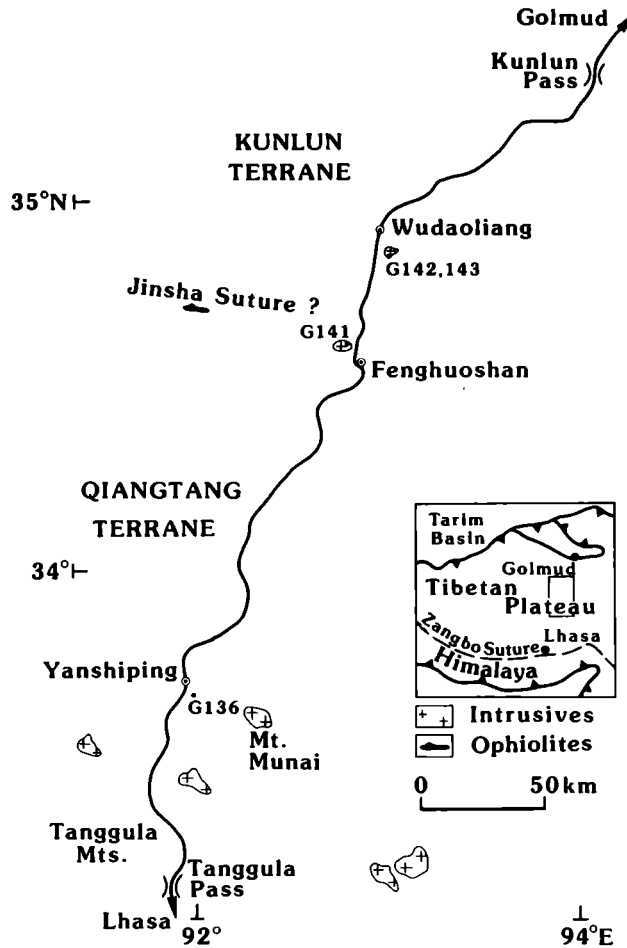 Golmud
Kunlun
Pass
KUNLUN
TERRANE
35°N
Wudaoliang
G142,143
Jinsha Suture ?
G141
Fenghuoshan
QIANGTANG
TERRANE
34°
Tarim
Basin
Golmud
Tibetan
Plateau
Zangbo Suture
Lhasa
Himalaya
Yanshiping
G136
Mt.
Munai
Intrusives
Ophiolites
0 50km
Tanggula
Mts.
Tanggula
Pass
Lhasa
92°
94°E